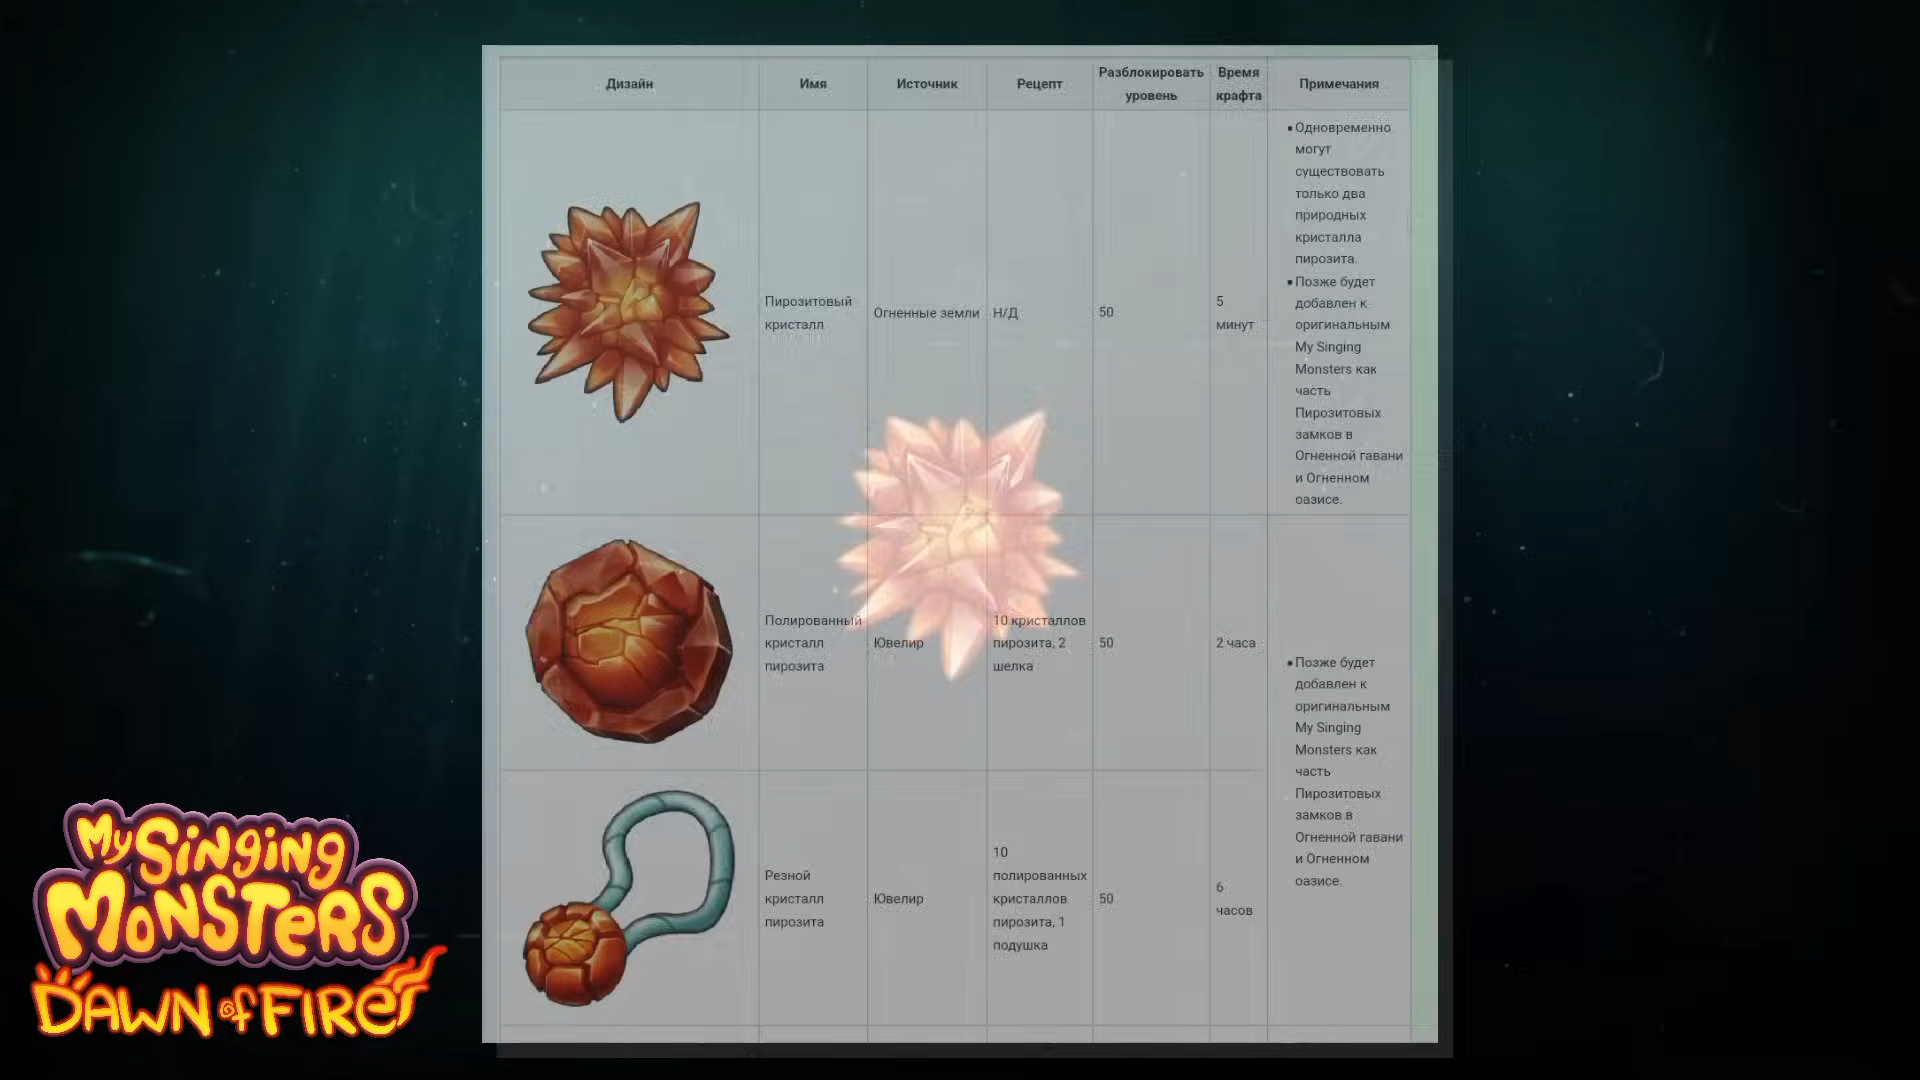 Дизайн
Имя
Источник
Рецепт
Разблокировать
уровень
Время
крафта
Примечания
Пирозитовый
кристалл
Огненные земли
Н/Д
50
5
минут
▪ Одновременно
могут
существовать
только два
природных
кристалла
пирозита.
▪ Позже будет
добавлен к
оригинальным
My Singing
Monsters как
часть
Пирозитовых
замков в
Огненной гавани
и Огненном
оазисе.
Полированный
кристалл
пирозита
Ювелир
10 кристаллов
пирозита, 2
шелка
50
2 часа
▪ Позже будет
добавлен к
оригинальным
My Singing
Monsters как
часть
Пирозитовых
замков в
Огненной гавани
и Огненном
оазисе.
Резной
кристалл
пирозита
Ювелир
10
полированных
кристаллов
пирозита, 1
подушка
50
6
часов
My Singing
Monsters
Dawn of Fire